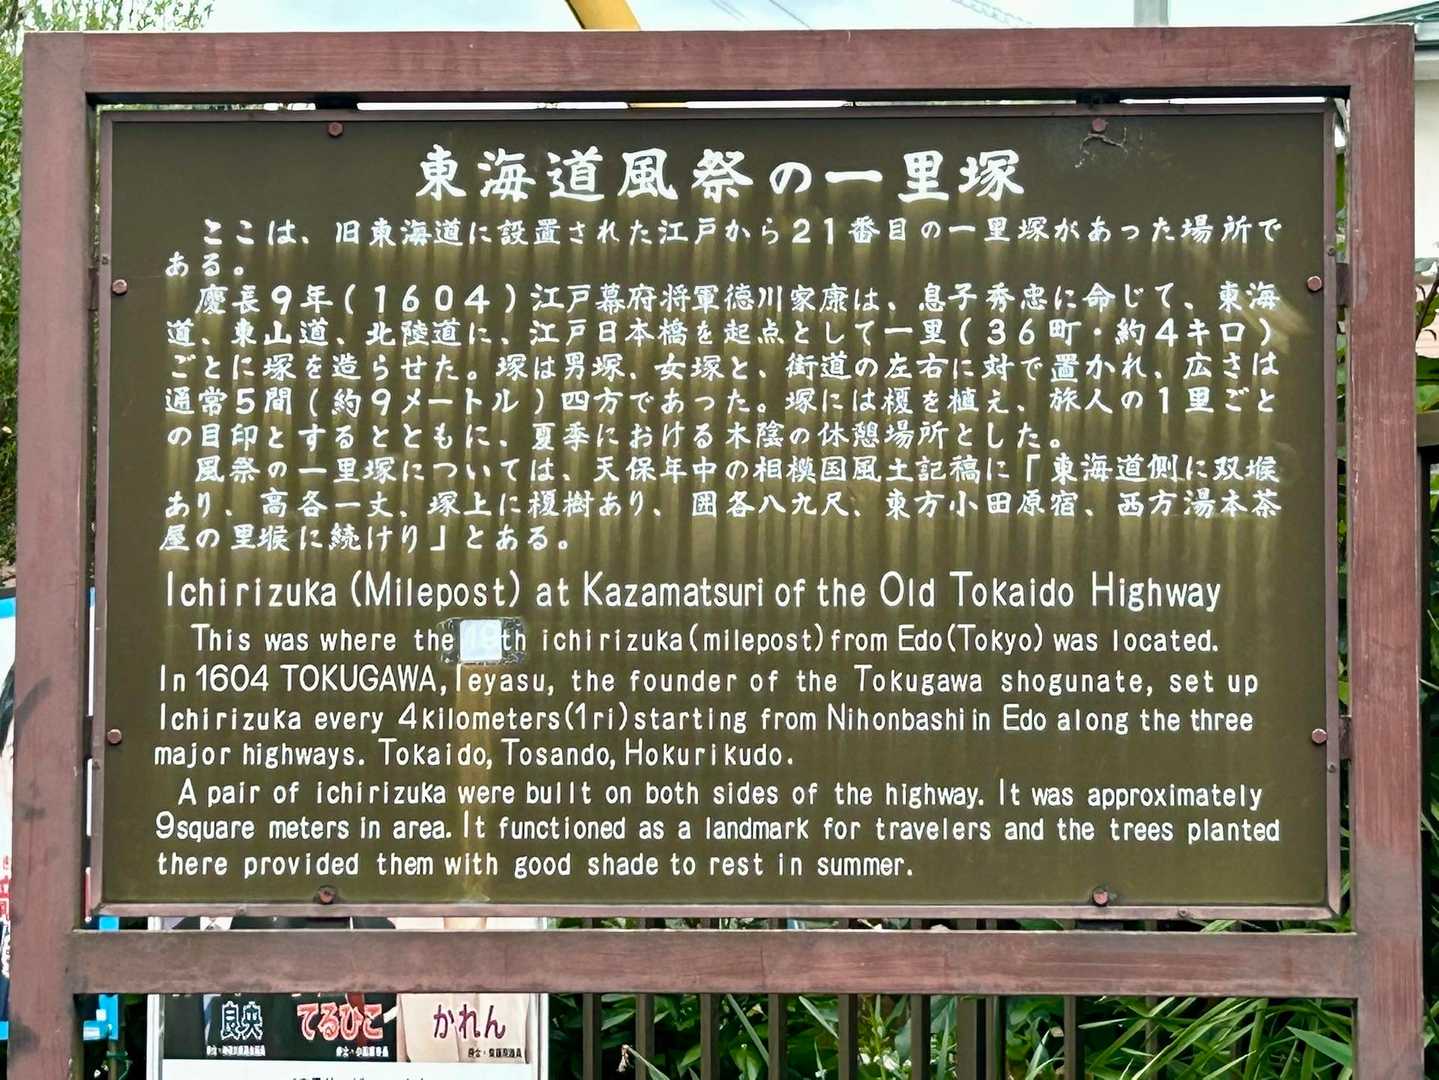 東海道風祭の一里塚
ここは、旧東海道に設置された江戸から21番目の一里塚があった場所で
ある。
慶長9年(1604)江戸幕府将軍徳川家康は、息子秀忠に命じて、東海
道、東山道、北陸道に、江戸日本橋を起点として一里(36町・約4キロ)
ごとに塚を造らせた。塚は男塚、女塚と、街道の左右に対で置かれ、広さは
通常5間(約9メートル)四方であった。塚には榎を植え、旅人の1里ごと
の目印とするとともに、夏季における木陰の休憩場所とした。
風祭の一里塚については、天保年中の相模国風土記稿に「東海道側に双堠
あり、高各一丈、塚上に榎樹あり、囲各八九尺、東方小田原宿、西方湯本茶
屋の里堠に続けり」とある。
Ichirizuka (Milepost) at Kazamatsuri of the Old Tokaido Highway
This was where the th ichirizuka(milepost)from Edo(Tokyo) was located.
In 1604 TOKUGAWA, Ieyasu, the founder of the Tokugawa shogunate, set up
Ichirizuka every 4kilometers(1ri)starting from Nihonbashi in Edo along the three
major highways. Tokaido, Tosando, Hokurikudo.
A pair of ichirizuka were built on both sides of the highway. It was approximately
9square meters in area. It functioned as a landmark for travelers and the trees planted
there provided them with good shade to rest in summer.
良央 てるひこ かれん